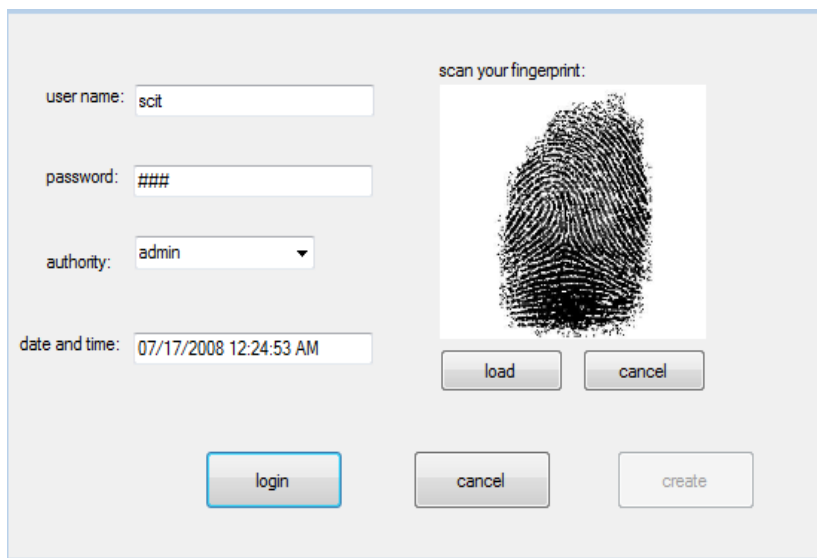 user name: scit
password: ###
authority: admin
date and time: 07/17/2008 12:24:53 AM
scan your fingerprint:
load cancel
login cancel create